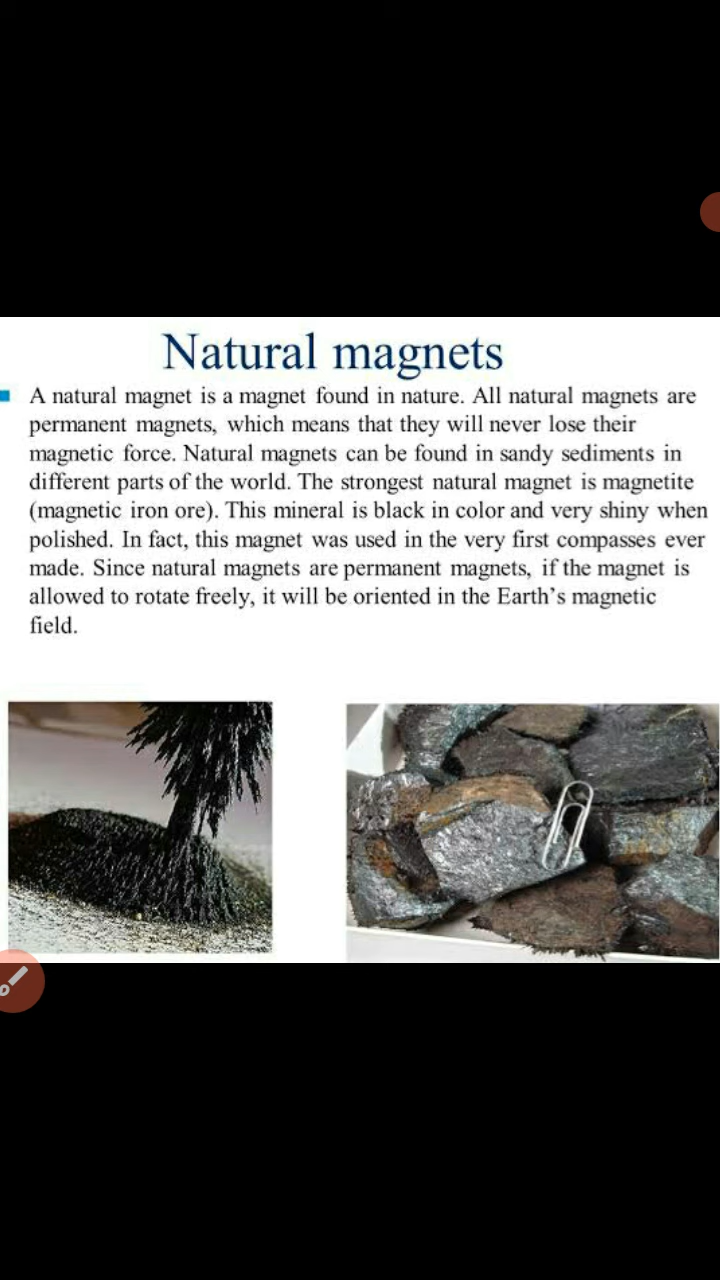 Natural magnets
A natural magnet is a magnet found in nature. All natural magnets are
permanent magnets, which means that they will never lose their
magnetic force. Natural magnets can be found in sandy sediments in
different parts of the world. The strongest natural magnet is magnetite
(magnetic iron ore). This mineral is black in color and very shiny when
polished. In fact, this magnet was used in the very first compasses ever
made. Since natural magnets are permanent magnets, if the magnet is
allowed to rotate freely, it will be oriented in the Earth’s magnetic
field.